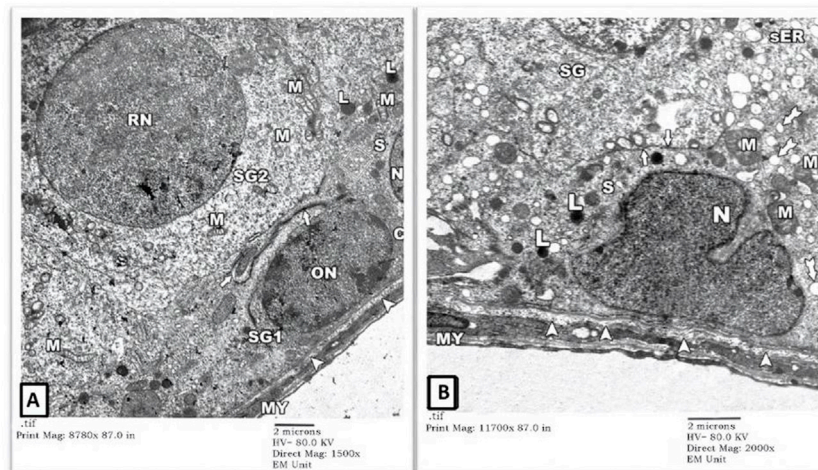 L
M
L
M
RN
M
S
SG2
N
M
S
C
ON
M
SG1
A
MY
.tif
Print Mag: 8780x 87.0 in
2 microns
HV= 80.0 KV
Direct Mag: 1500x
EM Unit
sER
SG
M
M
S
L
N
M
L
MY
B
.tif
Print Mag: 11700x 87.0 in
2 microns
HV= 80.0 KV
Direct Mag: 2000x
EM Unit